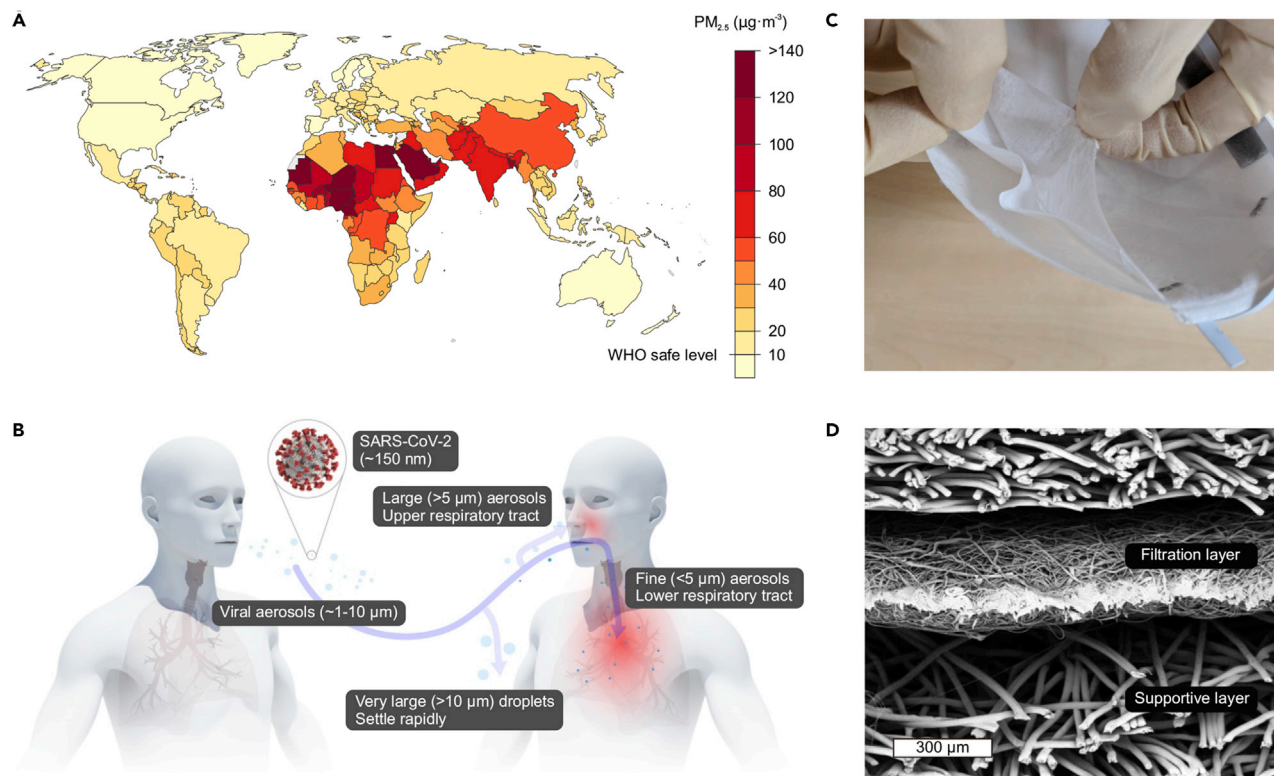 A
PM₂.₅ (µg·m⁻³)
>140
120
100
80
60
40
20
WHO safe level
10
B
SARS-CoV-2
(~150 nm)
Large (>5 µm) aerosols
Upper respiratory tract
Viral aerosols (~1-10 µm)
Fine (<5 µm) aerosols
Lower respiratory tract
Very large (>10 µm) droplets
Settle rapidly
C
D
Filtration layer
Supportive layer
300 µm